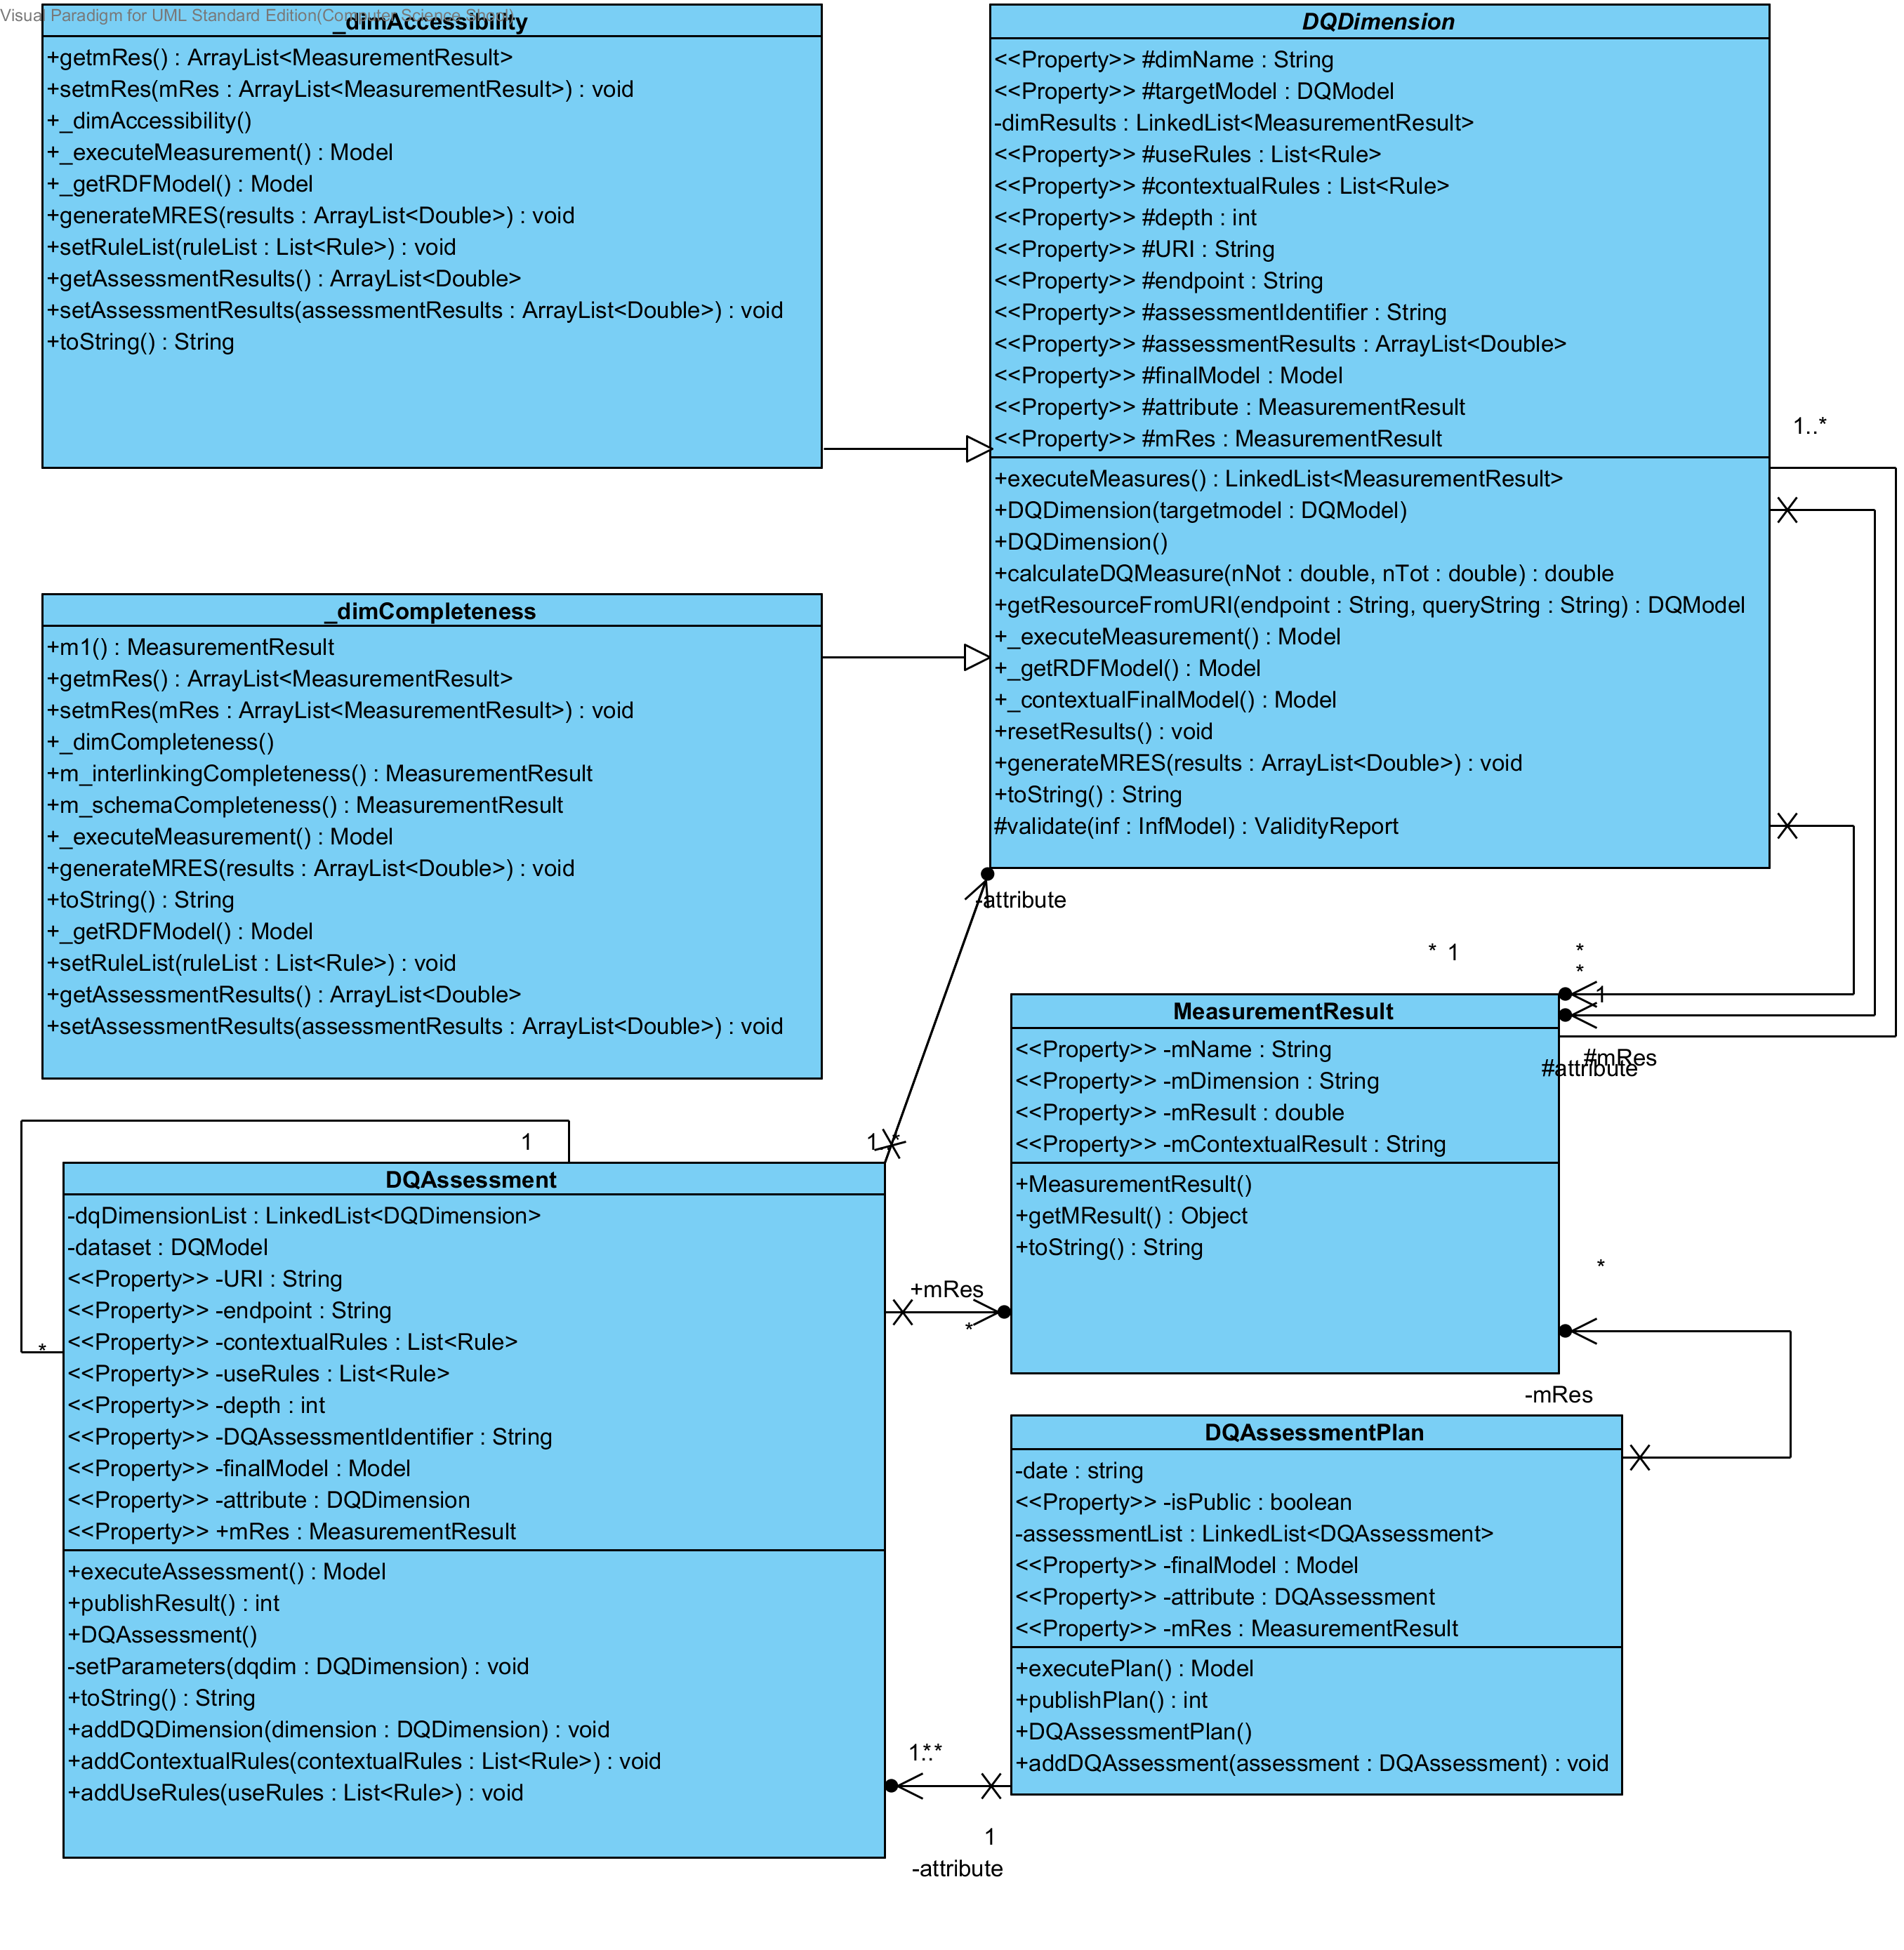 Visual Paradigm for UML Standard Edition(Computer Science Shool)
_dimAccessibility
+getmRes() : ArrayList<MeasurementResult>
+setmRes(mRes : ArrayList<MeasurementResult>) : void
+_dimAccessibility()
+_executeMeasurement() : Model
+_getRDFModel() : Model
+generateMRES(results : ArrayList<Double>) : void
+setRuleList(ruleList : List<Rule>) : void
+getAssessmentResults() : ArrayList<Double>
+setAssessmentResults(assessmentResults : ArrayList<Double>) : void
+toString() : String
DQDimension
<<Property>> #dimName : String
<<Property>> #targetModel : DQModel
-dimResults : LinkedList<MeasurementResult>
<<Property>> #useRules : List<Rule>
<<Property>> #contextualRules : List<Rule>
<<Property>> #depth : int
<<Property>> #URI : String
<<Property>> #endpoint : String
<<Property>> #assessmentIdentifier : String
<<Property>> #assessmentResults : ArrayList<Double>
<<Property>> #finalModel : Model
<<Property>> #attribute : MeasurementResult
<<Property>> #mRes : MeasurementResult
+executeMeasures() : LinkedList<MeasurementResult>
+DQDimension(targetmodel : DQModel)
+DQDimension()
+calculateDQMeasure(nNot : double, nTot : double) : double
+getResourceFromURI(endpoint : String, queryString : String) : DQModel
+_executeMeasurement() : Model
+_getRDFModel() : Model
+_contextualFinalModel() : Model
+resetResults() : void
+generateMRES(results : ArrayList<Double>) : void
+toString() : String
#validate(inf : InfModel) : ValidityReport
1..*
_dimCompleteness
+m1() : MeasurementResult
+getmRes() : ArrayList<MeasurementResult>
+setmRes(mRes : ArrayList<MeasurementResult>) : void
+_dimCompleteness()
+m_interlinkingCompleteness() : MeasurementResult
+m_schemaCompleteness() : MeasurementResult
+_executeMeasurement() : Model
+generateMRES(results : ArrayList<Double>) : void
+toString() : String
+_getRDFModel() : Model
+setRuleList(ruleList : List<Rule>) : void
+getAssessmentResults() : ArrayList<Double>
+setAssessmentResults(assessmentResults : ArrayList<Double>) : void
-attribute
* 1
*
*
1
#mRes
#attribute
MeasurementResult
<<Property>> -mName : String
<<Property>> -mDimension : String
<<Property>> -mResult : double
<<Property>> -mContextualResult : String
+MeasurementResult()
+getMResult() : Object
+toString() : String
1
1..*
*
DQAssessment
-dqDimensionList : LinkedList<DQDimension>
-dataset : DQModel
<<Property>> -URI : String
<<Property>> -endpoint : String
<<Property>> -contextualRules : List<Rule>
<<Property>> -useRules : List<Rule>
<<Property>> -depth : int
<<Property>> -DQAssessmentIdentifier : String
<<Property>> -finalModel : Model
<<Property>> -attribute : DQDimension
<<Property>> +mRes : MeasurementResult
+executeAssessment() : Model
+publishResult() : int
+DQAssessment()
-setParameters(dqdim : DQDimension) : void
+toString() : String
+addDQDimension(dimension : DQDimension) : void
+addContextualRules(contextualRules : List<Rule>) : void
+addUseRules(useRules : List<Rule>) : void
+mRes
*
*
-mRes
DQAssessmentPlan
-date : string
<<Property>> -isPublic : boolean
-assessmentList : LinkedList<DQAssessment>
<<Property>> -finalModel : Model
<<Property>> -attribute : DQAssessment
<<Property>> -mRes : MeasurementResult
+executePlan() : Model
+publishPlan() : int
+DQAssessmentPlan()
+addDQAssessment(assessment : DQAssessment) : void
1..*
*
1
-attribute